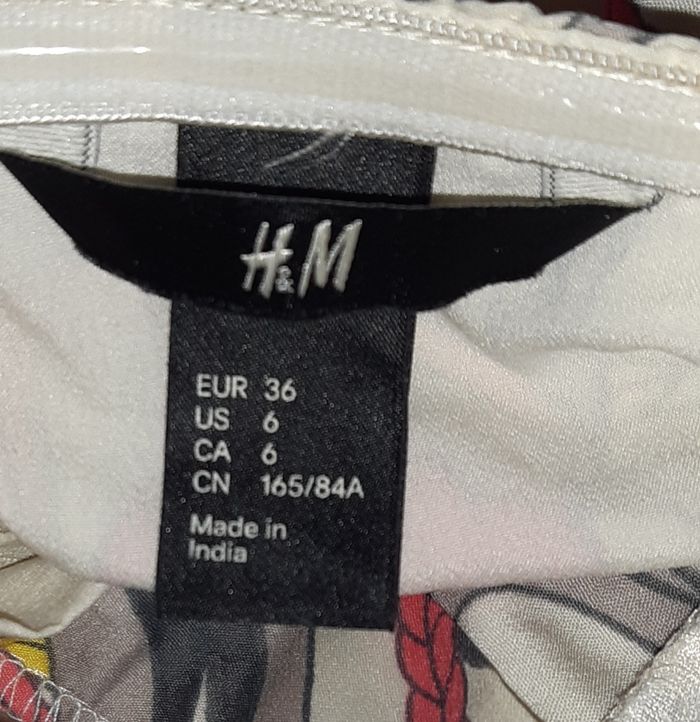 H&M
EUR 36
US 6
CA 6
CN 165/84A
Made in
India